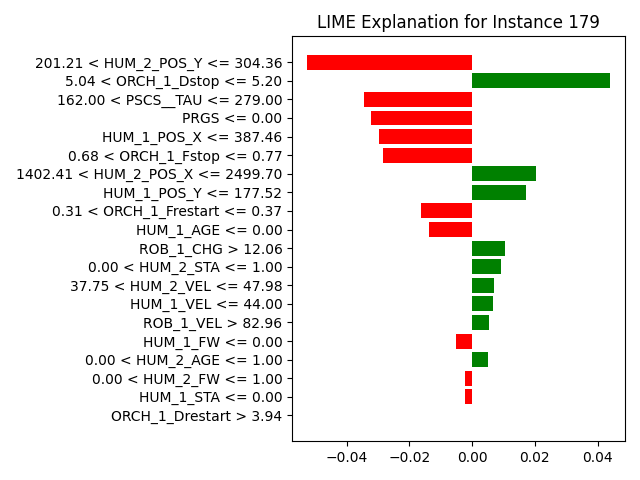 LIME Explanation for Instance 179
201.21 < HUM_2_POS_Y <= 304.36
5.04 < ORCH_1_Dstop <= 5.20
162.00 < PSCS__TAU <= 279.00
PRGS <= 0.00
HUM_1_POS_X <= 387.46
0.68 < ORCH_1_Fstop <= 0.77
1402.41 < HUM_2_POS_X <= 2499.70
HUM_1_POS_Y <= 177.52
0.31 < ORCH_1_Frestart <= 0.37
HUM_1_AGE <= 0.00
ROB_1_CHG > 12.06
0.00 < HUM_2_STA <= 1.00
37.75 < HUM_2_VEL <= 47.98
HUM_1_VEL <= 44.00
ROB_1_VEL > 82.96
HUM_1_FW <= 0.00
0.00 < HUM_2_AGE <= 1.00
0.00 < HUM_2_FW <= 1.00
HUM_1_STA <= 0.00
ORCH_1_Drestart > 3.94
−0.04 −0.02 0.00 0.02 0.04